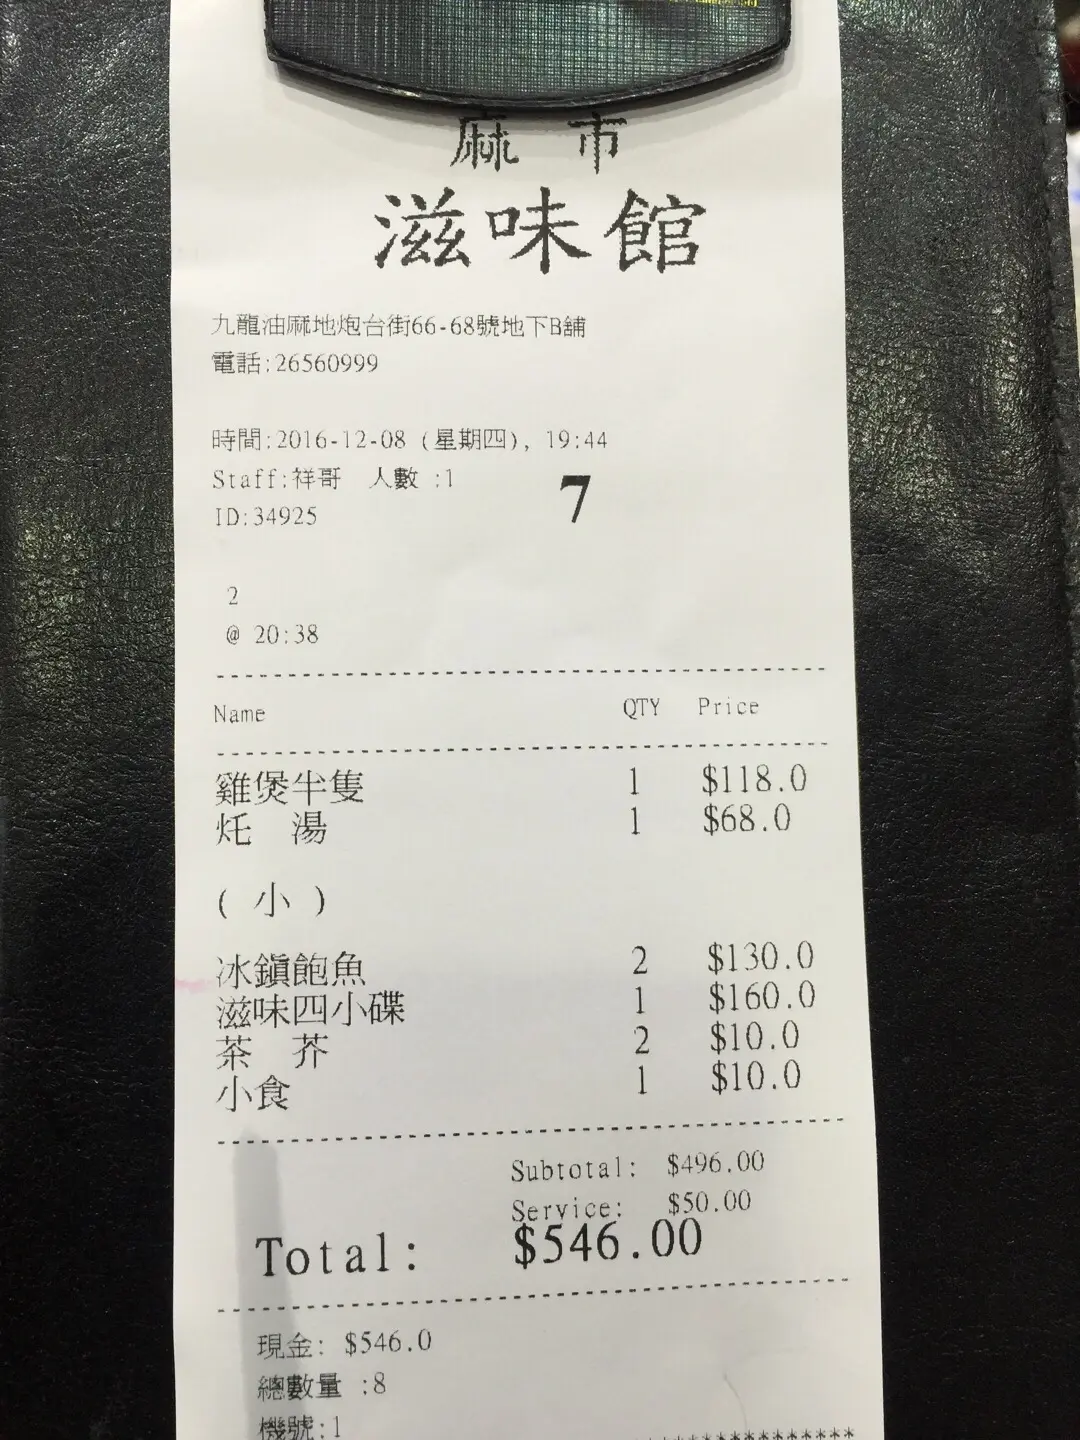 麻 市
滋味館
九龍油麻地炮台街66-68號地下B舖
電話:26560999
時間:2016-12-08 (星期四), 19:44
Staff:祥哥 人數 :1
7
ID:34925
2
@ 20:38
Name QTY Price
雞煲半隻 1 $118.0
灹 湯 1 $68.0
( 小 )
冰鎭鮑魚 2 $130.0
滋味四小碟 1 $160.0
茶 芥 2 $10.0
小食 1 $10.0
Subtotal: $496.00
Service: $50.00
Total: $546.00
現金: $546.0
總數量 :8
機號:1